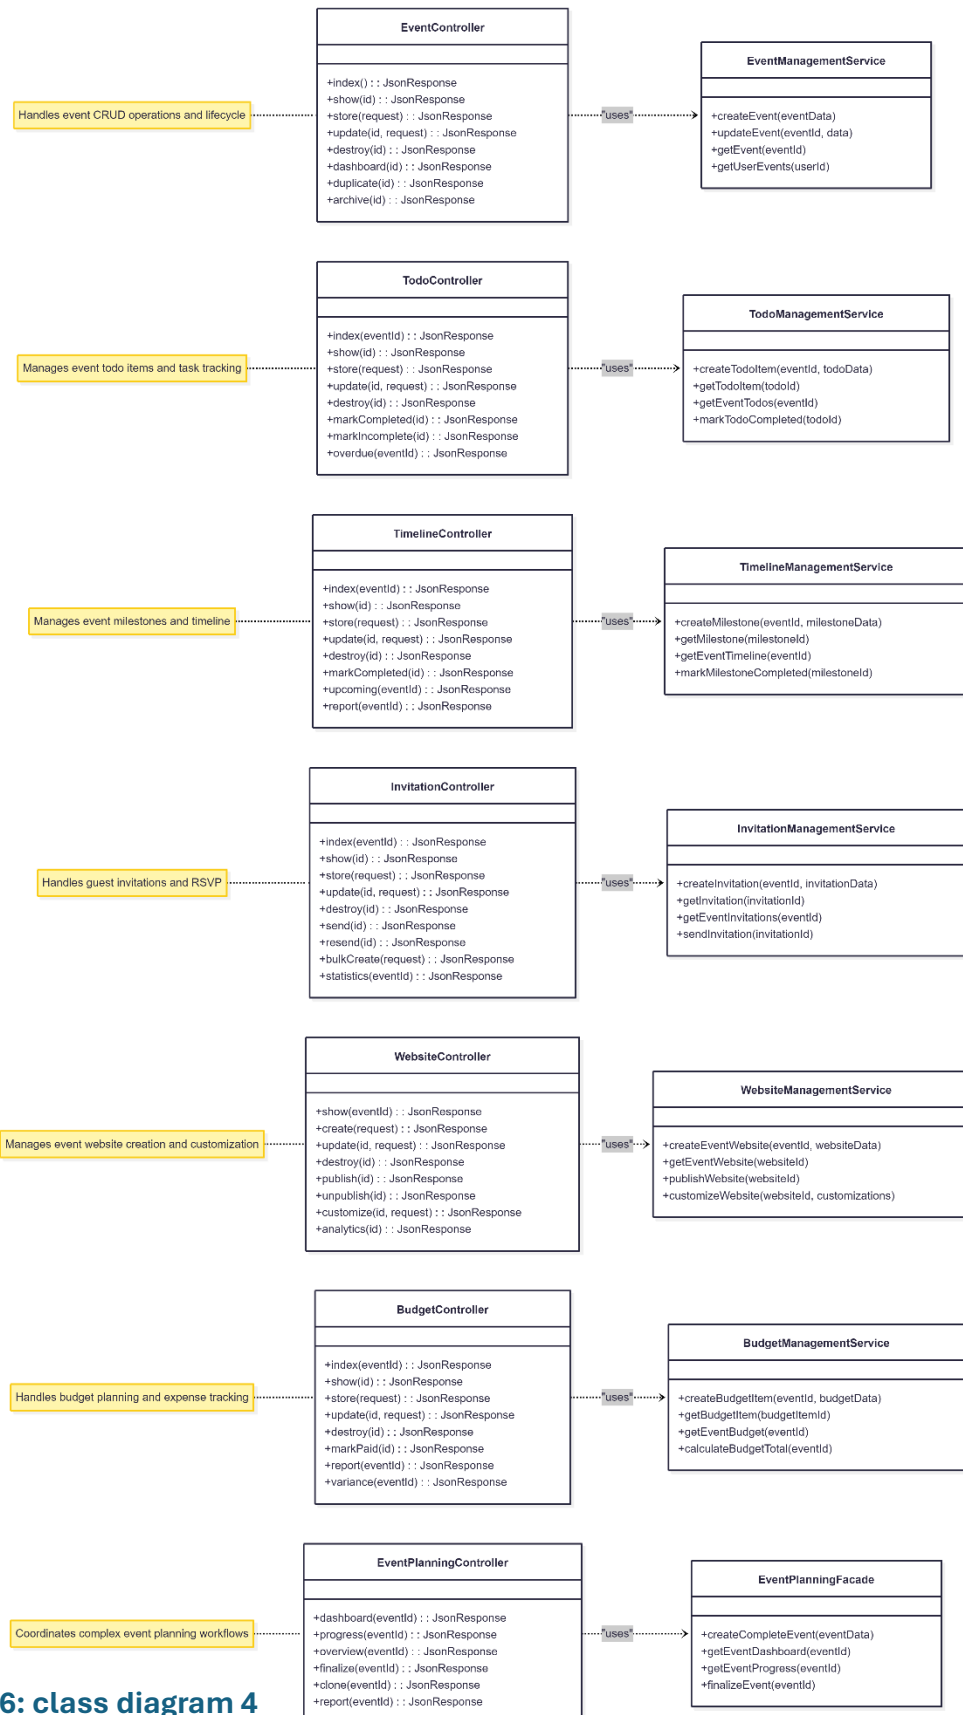 EventController
+index() : : JsonResponse
+show(id) : : JsonResponse
+store(request) : : JsonResponse
+update(id, request) : : JsonResponse
+destroy(id) : : JsonResponse
+dashboard(id) : : JsonResponse
+duplicate(id) : : JsonResponse
+archive(id) : : JsonResponse
Handles event CRUD operations and lifecycle
"uses"
EventManagementService
+createEvent(eventData)
+updateEvent(eventId, data)
+getEvent(eventId)
+getUserEvents(userId)
TodoController
+index(eventId) : : JsonResponse
+show(id) : : JsonResponse
+store(request) : : JsonResponse
+update(id, request) : : JsonResponse
+destroy(id) : : JsonResponse
+markCompleted(id) : : JsonResponse
+markIncomplete(id) : : JsonResponse
+overdue(eventId) : : JsonResponse
Manages event todo items and task tracking
"uses"
TodoManagementService
+createTodoItem(eventId, todoData)
+getTodoItem(todoId)
+getEventTodos(eventId)
+markTodoCompleted(todoId)
TimelineController
+index(eventId) : : JsonResponse
+show(id) : : JsonResponse
+store(request) : : JsonResponse
+update(id, request) : : JsonResponse
+destroy(id) : : JsonResponse
+markCompleted(id) : : JsonResponse
+upcoming(eventId) : : JsonResponse
+report(eventId) : : JsonResponse
Manages event milestones and timeline
"uses"
TimelineManagementService
+createMilestone(eventId, milestoneData)
+getMilestone(milestoneId)
+getEventTimeline(eventId)
+markMilestoneCompleted(milestoneId)
InvitationController
+index(eventId) : : JsonResponse
+show(id) : : JsonResponse
+store(request) : : JsonResponse
+update(id, request) : : JsonResponse
+destroy(id) : : JsonResponse
+send(id) : : JsonResponse
+resend(id) : : JsonResponse
+bulkCreate(request) : : JsonResponse
+statistics(eventId) : : JsonResponse
Handles guest invitations and RSVP
"uses"
InvitationManagementService
+createInvitation(eventId, invitationData)
+getInvitation(invitationId)
+getEventInvitations(eventId)
+sendInvitation(invitationId)
WebsiteController
+show(eventId) : : JsonResponse
+create(request) : : JsonResponse
+update(id, request) : : JsonResponse
+destroy(id) : : JsonResponse
+publish(id) : : JsonResponse
+unpublish(id) : : JsonResponse
+customize(id, request) : : JsonResponse
+analytics(id) : : JsonResponse
Manages event website creation and customization
"uses"
WebsiteManagementService
+createEventWebsite(eventId, websiteData)
+getEventWebsite(websiteId)
+publishWebsite(websiteId)
+customizeWebsite(websiteId, customizations)
BudgetController
+index(eventId) : : JsonResponse
+show(id) : : JsonResponse
+store(request) : : JsonResponse
+update(id, request) : : JsonResponse
+destroy(id) : : JsonResponse
+markPaid(id) : : JsonResponse
+report(eventId) : : JsonResponse
+variance(eventId) : : JsonResponse
Handles budget planning and expense tracking
"uses"
BudgetManagementService
+createBudgetItem(eventId, budgetData)
+getBudgetItem(budgetItemId)
+getEventBudget(eventId)
+calculateBudgetTotal(eventId)
EventPlanningController
+dashboard(eventId) : : JsonResponse
+progress(eventId) : : JsonResponse
+overview(eventId) : : JsonResponse
+finalize(eventId) : : JsonResponse
+clone(eventId) : : JsonResponse
+report(eventId) : : JsonResponse
Coordinates complex event planning workflows
"uses"
EventPlanningFacade
+createCompleteEvent(eventData)
+getEventDashboard(eventId)
+getEventProgress(eventId)
+finalizeEvent(eventId)
6: class diagram 4